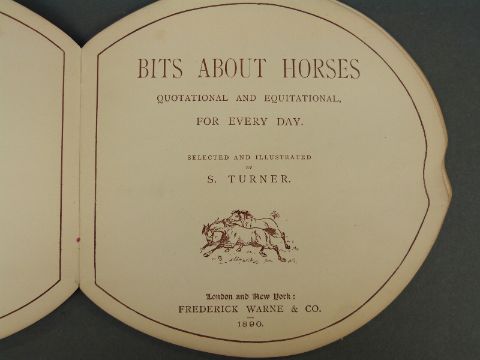 BITS ABOUT HORSES
QUOTATIONAL AND EQUITATIONAL,
FOR EVERY DAY.
SELECTED AND ILLUSTRATED
BY
S. TURNER.
London and New York:
FREDERICK WARNE & CO.
1890.